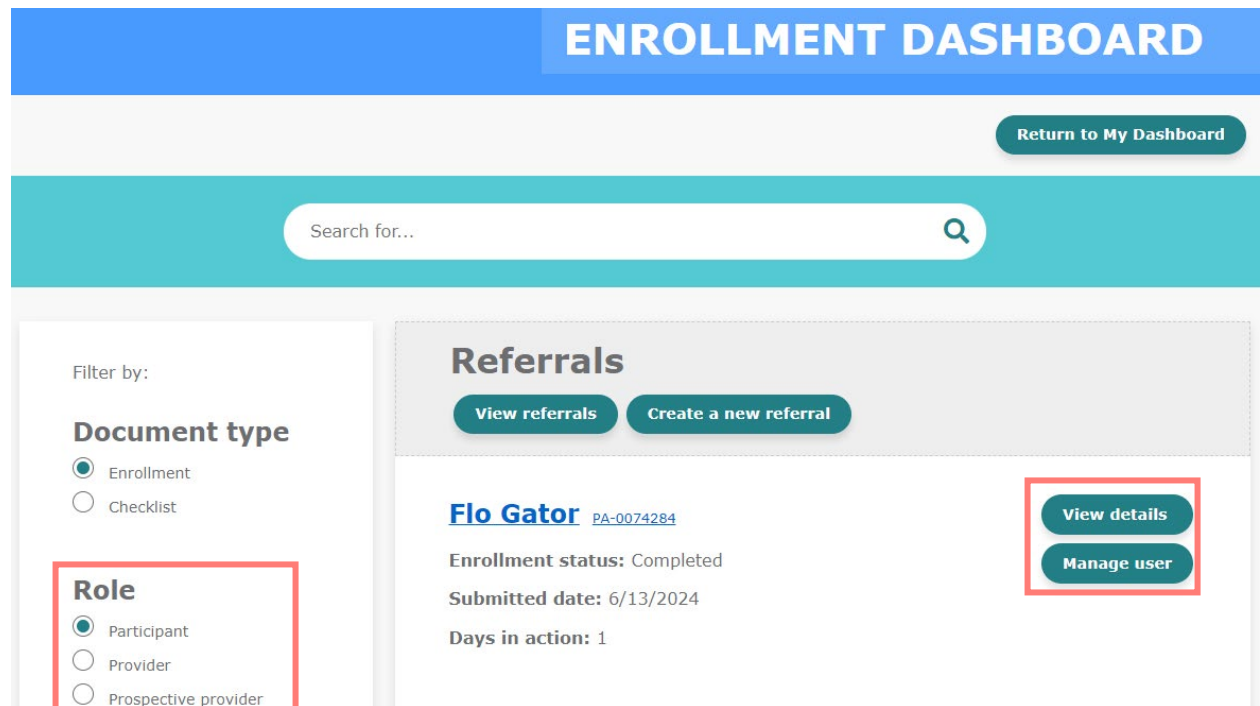 ENROLLMENT DASHBOARD
Return to My Dashboard
Search for...
Filter by:
Document type
Enrollment
Checklist
Role
Participant
Provider
Prospective provider
Referrals
View referrals Create a new referral
Flo Gator PA-0074284
Enrollment status: Completed
Submitted date: 6/13/2024
Days in action: 1
View details
Manage user